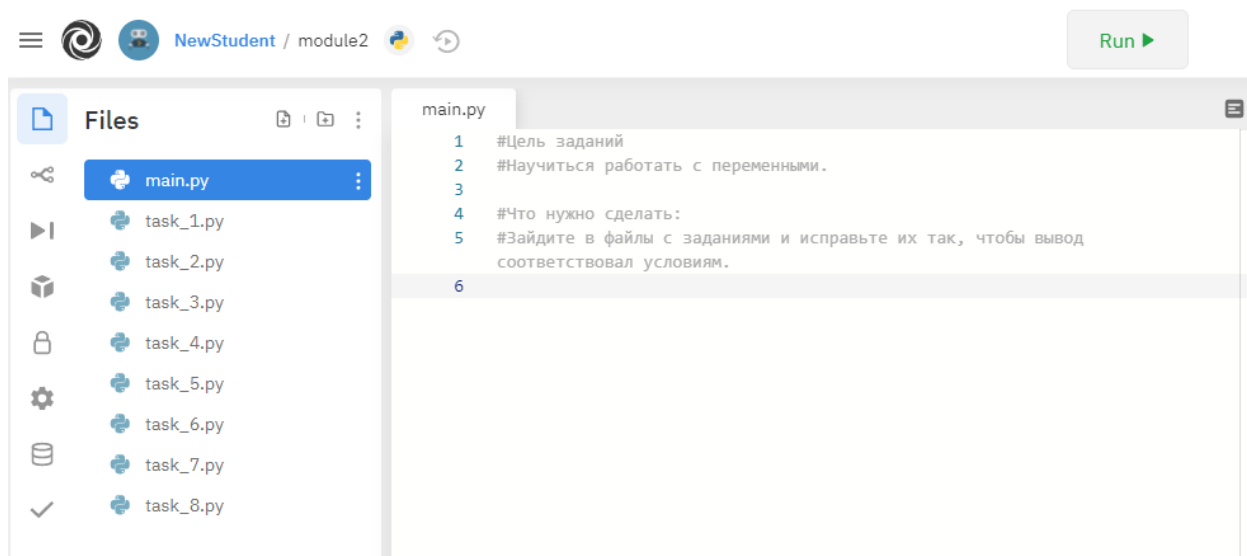 NewStudent / module2
Run
Files
main.py
task_1.py
task_2.py
task_3.py
task_4.py
task_5.py
task_6.py
task_7.py
task_8.py
main.py
1 #Цель заданий
2 #Научиться работать с переменными.
3
4 #Что нужно сделать:
5 #Зайдите в файлы с заданиями и исправьте их так, чтобы вывод
соответствовал условиям.
6